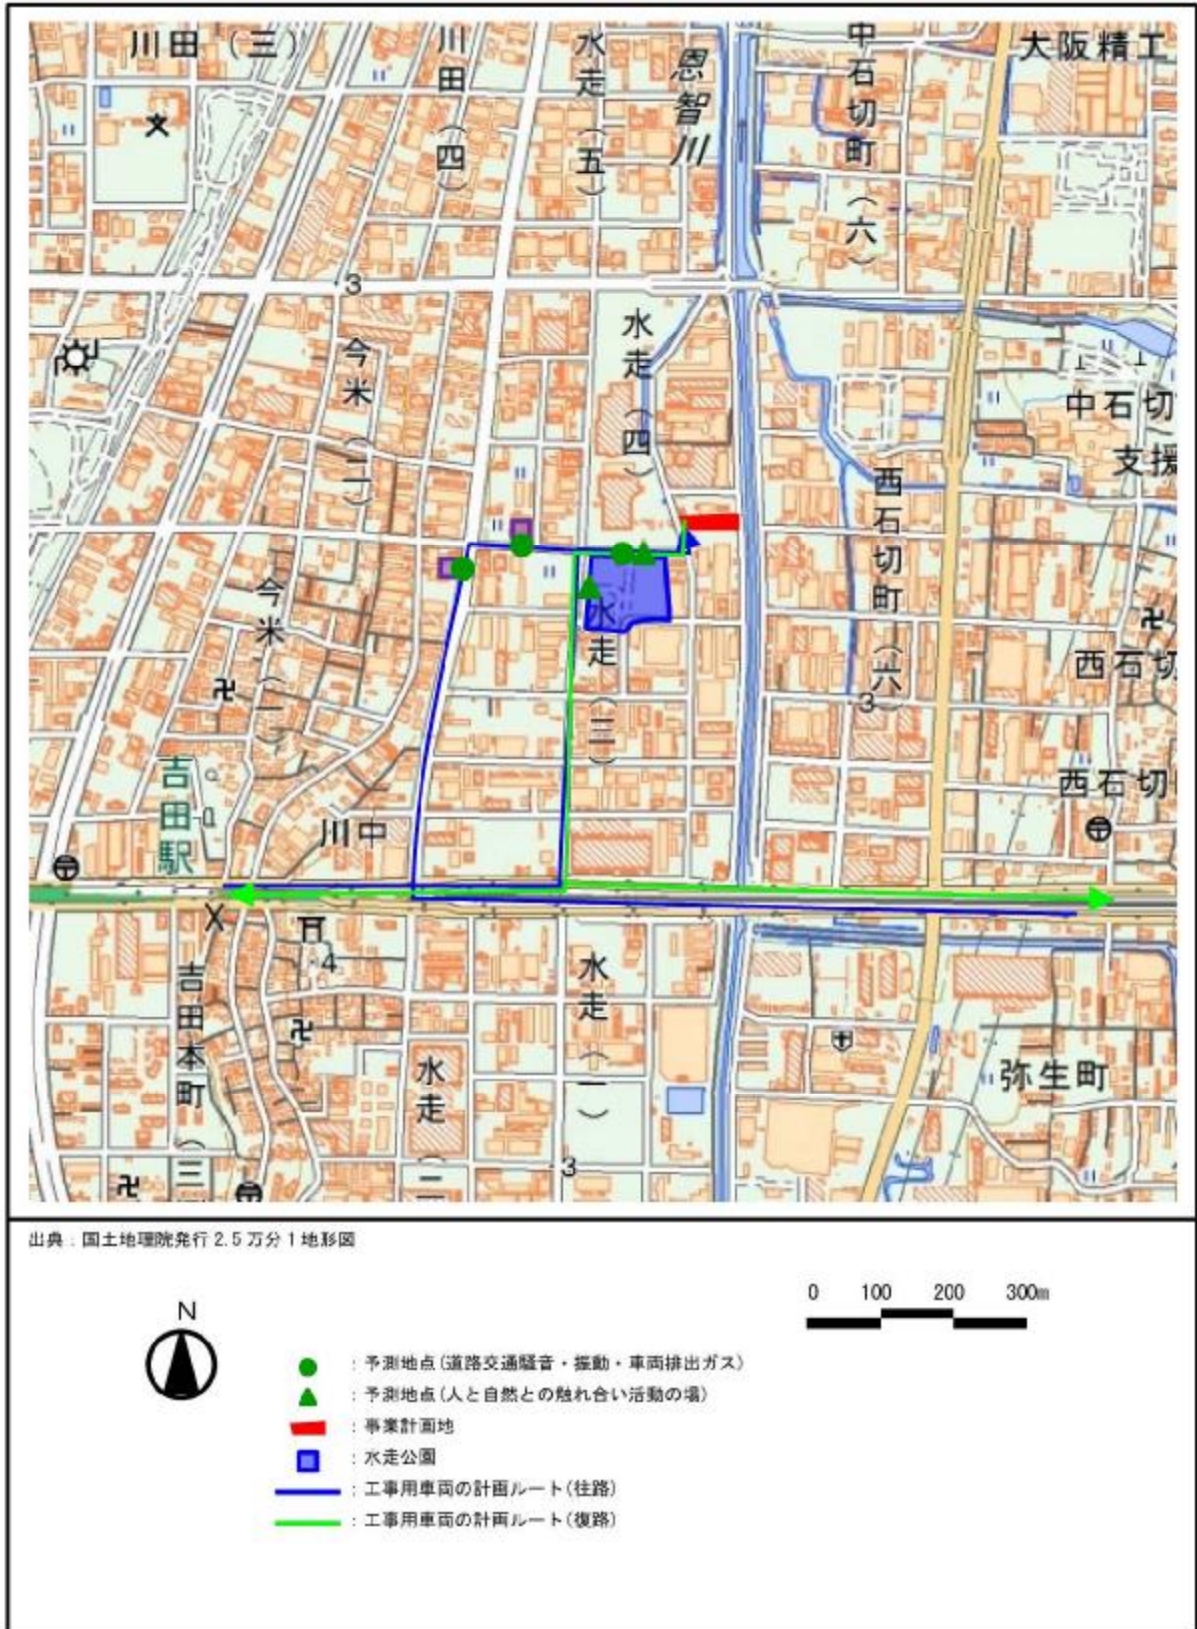 川田（三）
川田（四）
水走（五）
恩智川
中石切町（六）
大阪精工
3
今米（二）
水走（四）
中石切
支援
西石切町（六）
3
今米（一）
水走（三）
西石切
西石切
吉田駅
川中
4
吉田本町（三
水走（二
水走（一）
弥生町
3
出典：国土地理院発行2.5万分1地形図
N
0 100 200 300m
：予測地点(道路交通騒音・振動・車両排出ガス)
：予測地点(人と自然との触れ合い活動の場)
：事業計画地
：水走公園
：工事用車両の計画ルート(往路)
：工事用車両の計画ルート(復路)